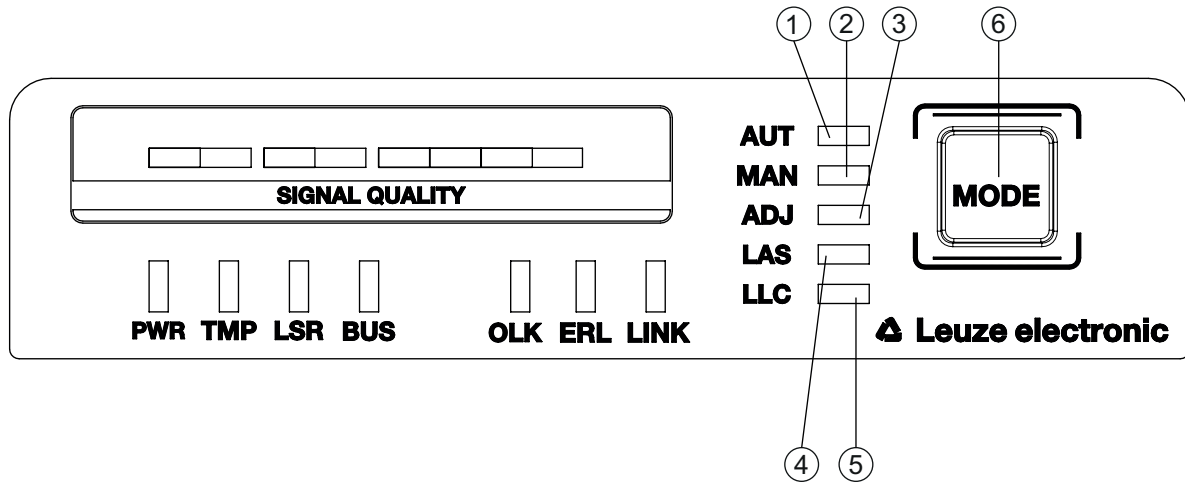 1 2 3 6
AUT
MAN
ADJ
LAS
LLC
MODE
SIGNAL QUALITY
PWR TMP LSR BUS OLK ERL LINK
Leuze electronic
4 5